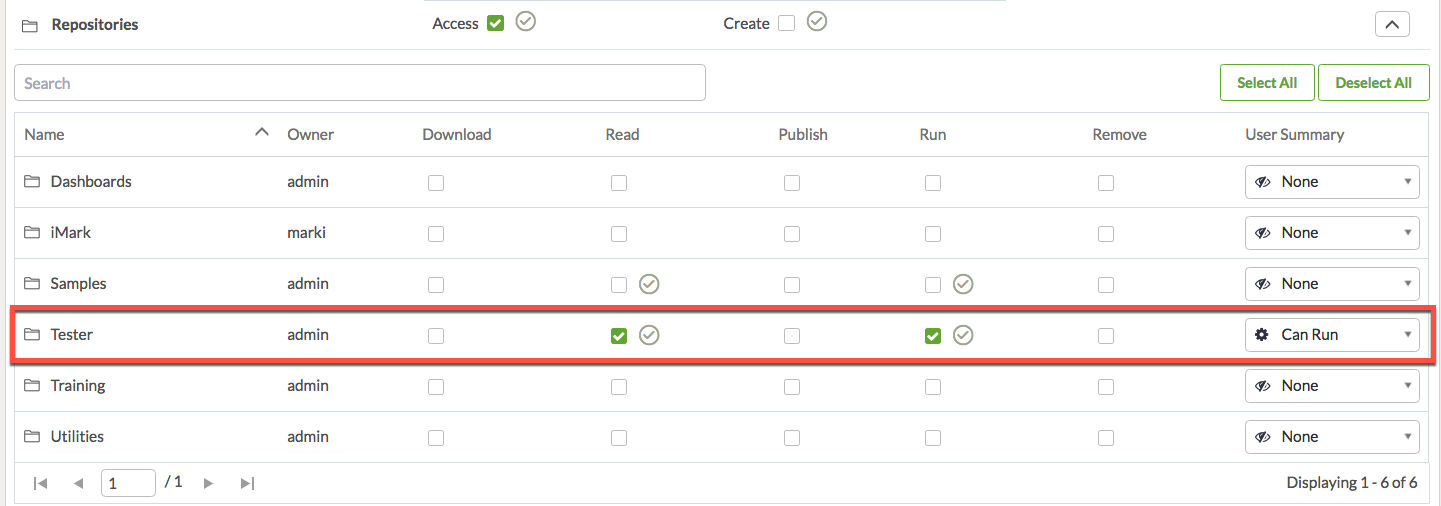 Repositories Access Create
Search Select All Deselect All
Name Owner Download Read Publish Run Remove User Summary
Dashboards admin None
iMark marki None
Samples admin None
Tester admin Can Run
Training admin None
Utilities admin None
1 / 1 Displaying 1 - 6 of 6